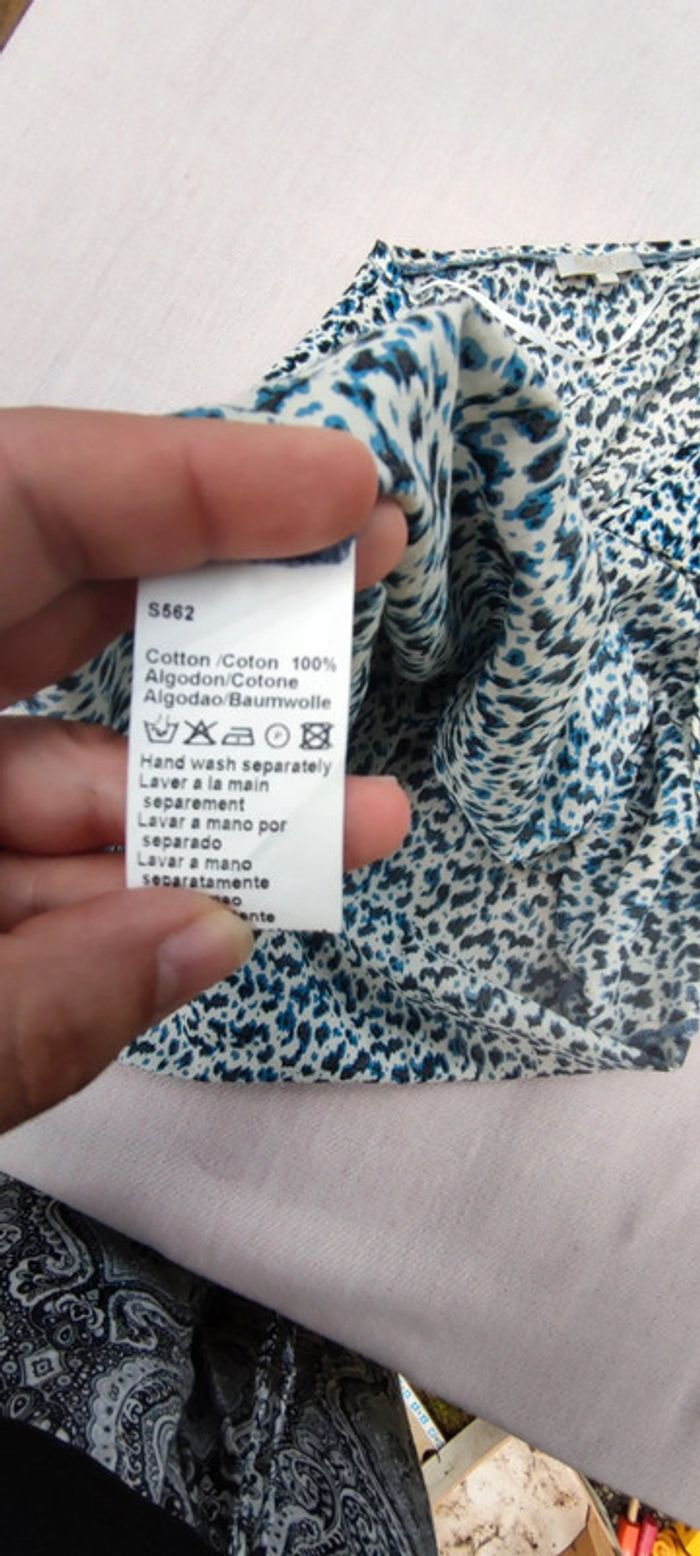 S562
Cotton /Coton 100%
Algodon/Cotone
Algodao/Baumwolle
Hand wash separately
Laver a la main
separement
Lavar a mano por
separado
Lavar a mano
separatamente